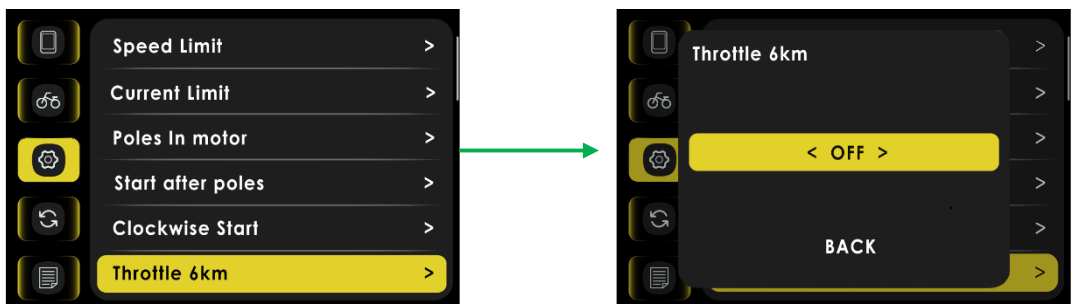 Speed Limit >
Current Limit >
Poles In motor >
Start after poles >
Clockwise Start >
Throttle 6km >
Throttle 6km
< OFF >
BACK
>
>
>
>
>
>